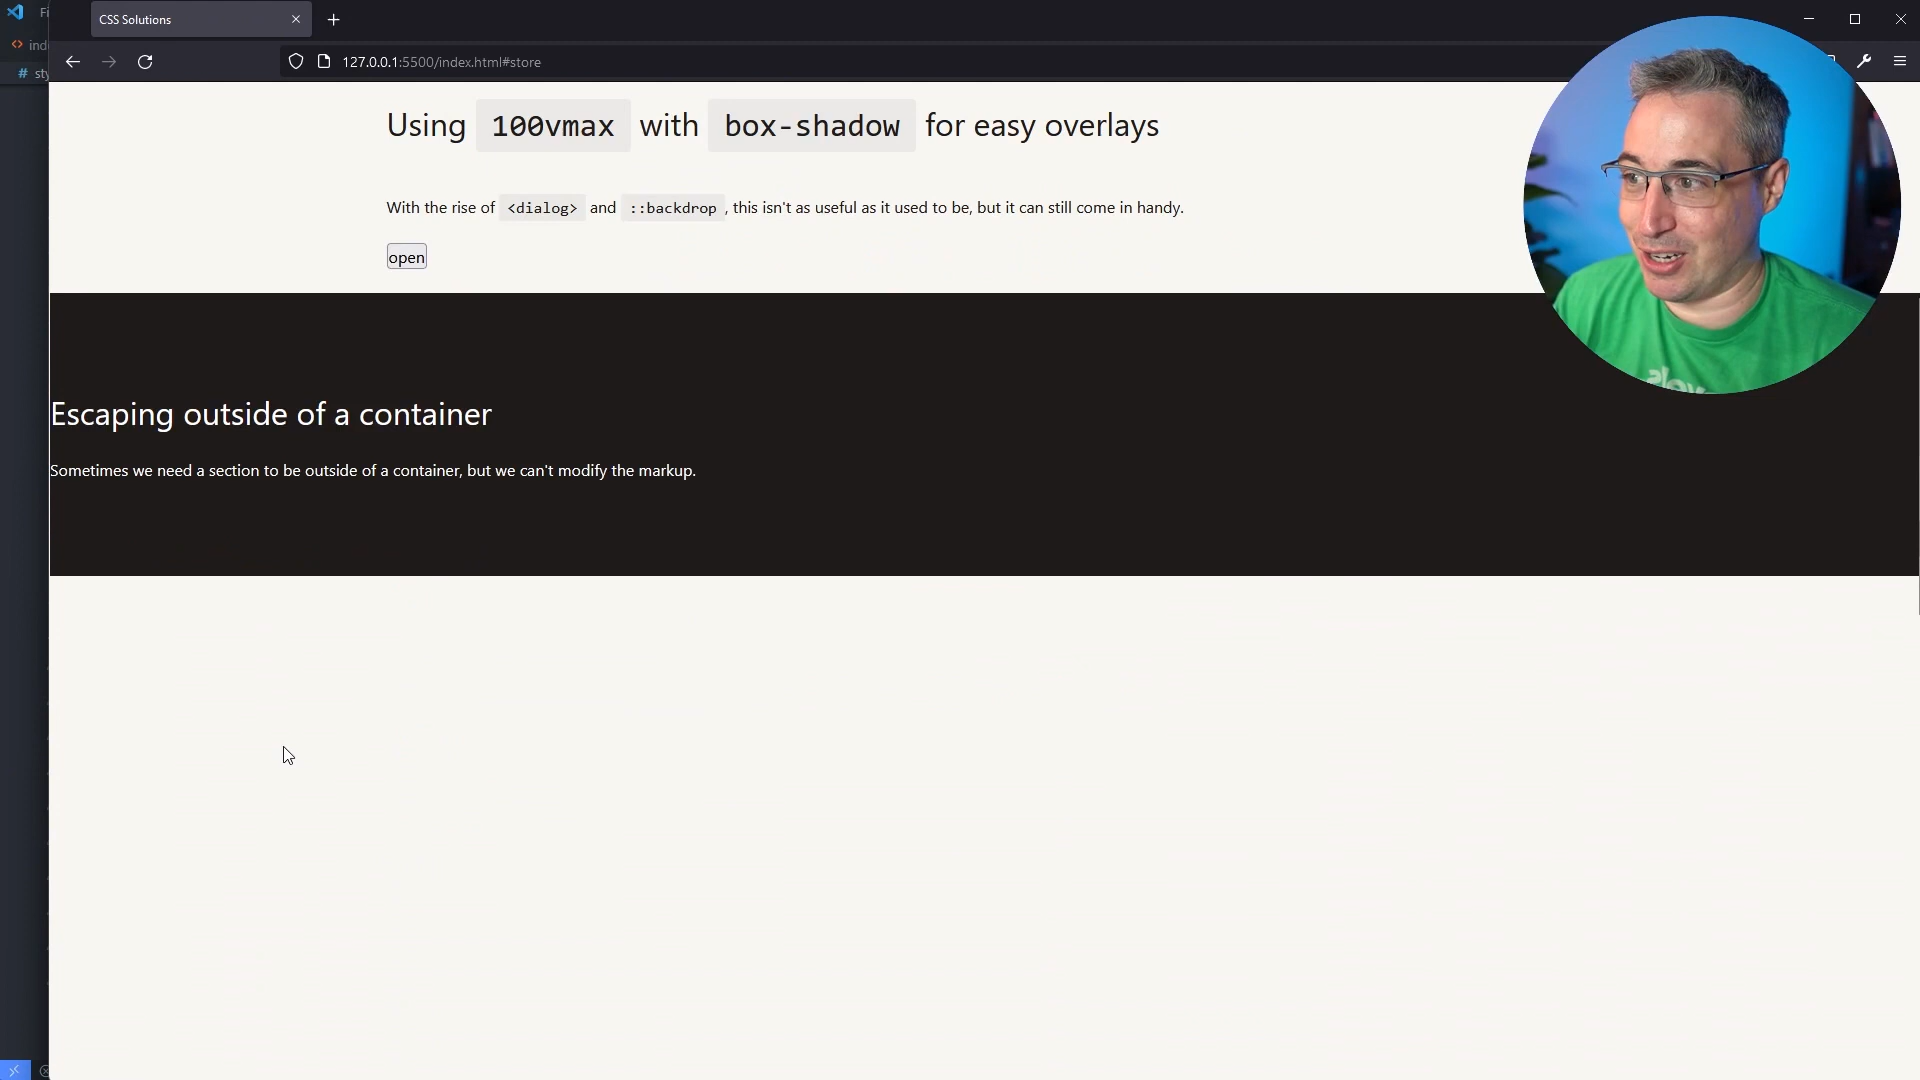 Fi
CSS Solutions
ind
127.0.0.1:5500/index.html#store
# sty
Using 100vmax with box-shadow for easy overlays
With the rise of <dialog> and ::backdrop, this isn't as useful as it used to be, but it can still come in handy.
open
Escaping outside of a container
Sometimes we need a section to be outside of a container, but we can't modify the markup.